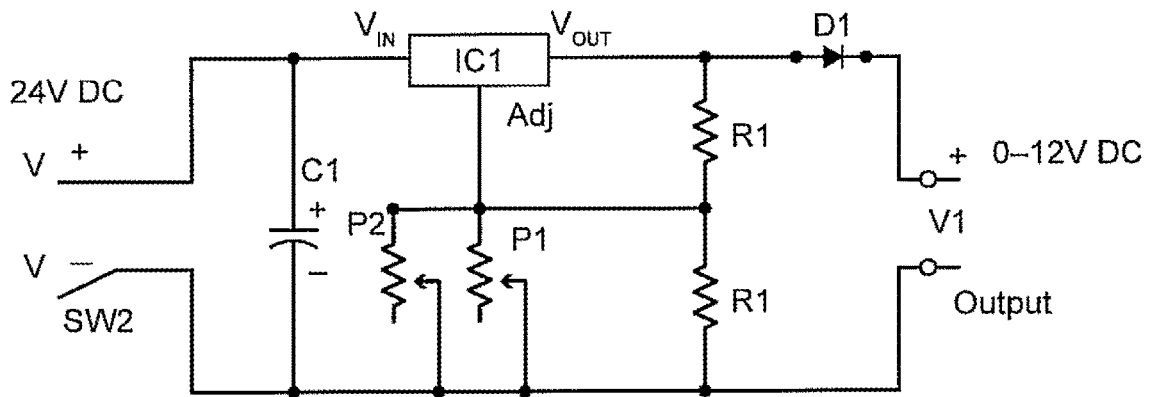 V_IN
V_OUT
D1
IC1
24V DC
Adj
R1
V +
C1
+
+ 0–12V DC
P2
P1
V1
V –
–
SW2
R1
Output